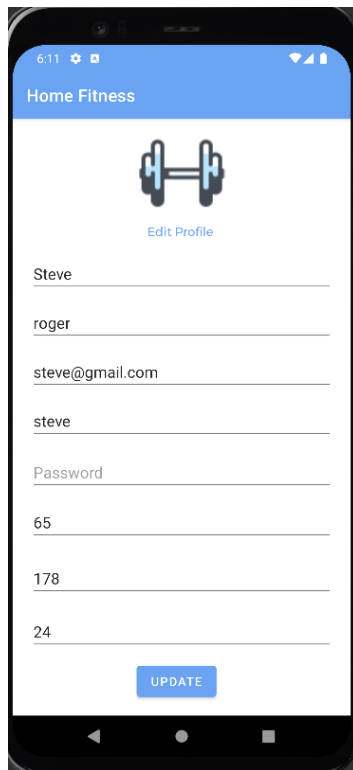 6:11
Home Fitness
Edit Profile
Steve
roger
steve@gmail.com
steve
Password
65
178
24
UPDATE